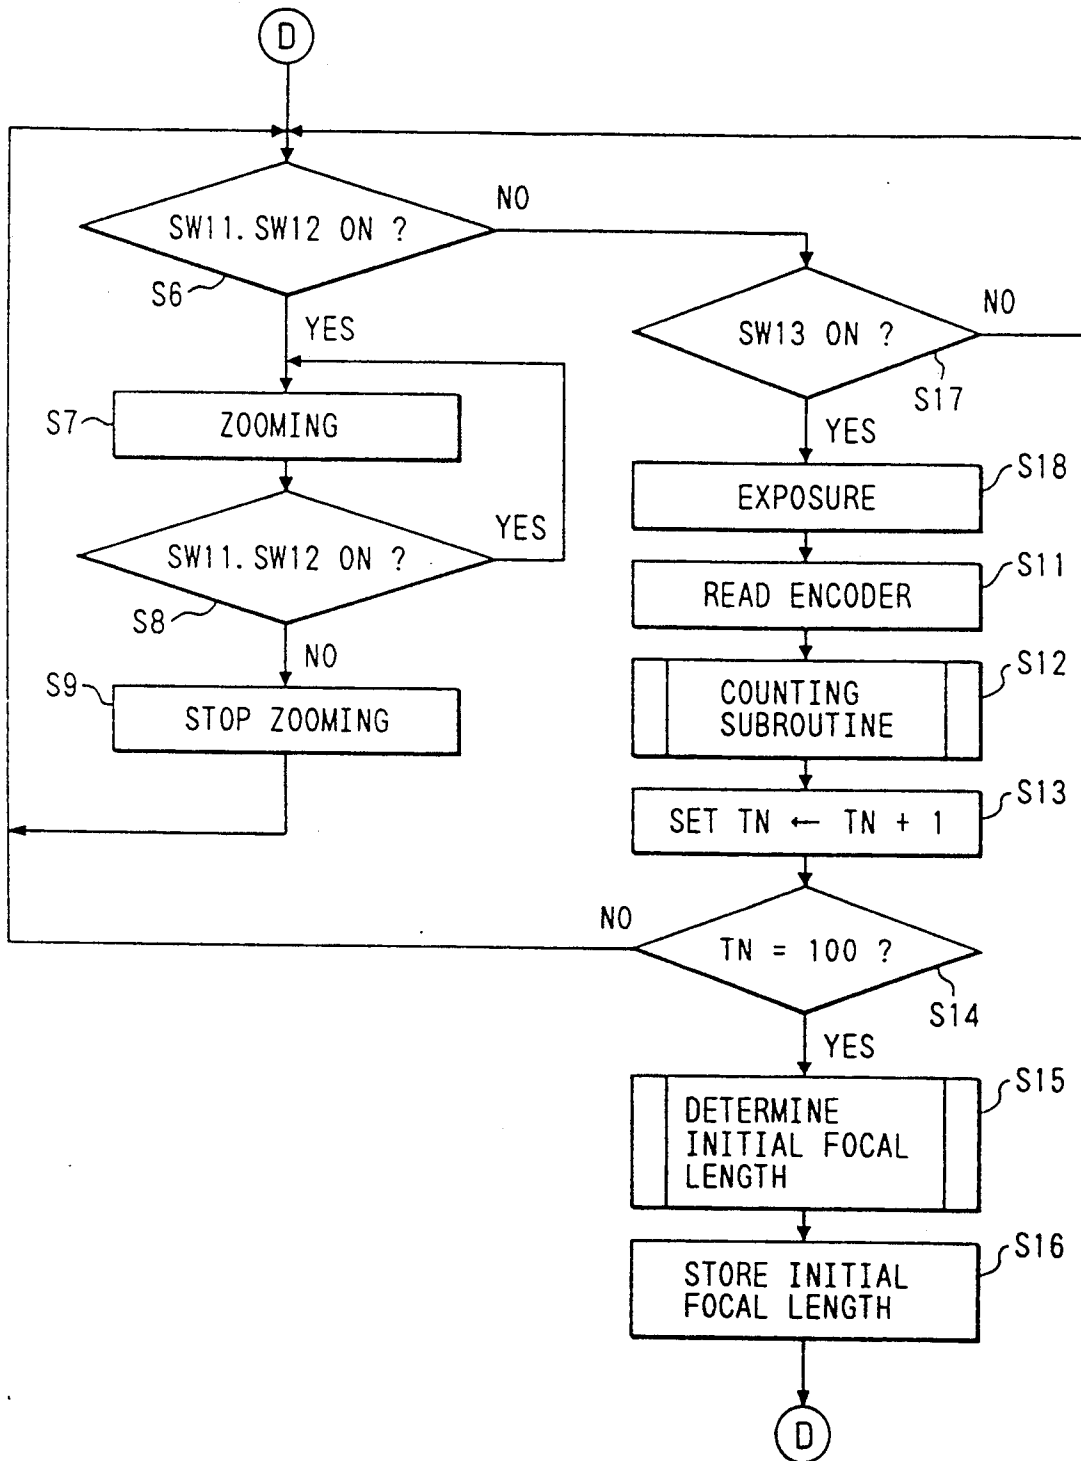 D
SW11.SW12 ON ?
NO
S6
YES
S7
ZOOMING
SW11.SW12 ON ?
YES
S8
NO
S9
STOP ZOOMING
SW13 ON ?
NO
S17
YES
S18
EXPOSURE
S11
READ ENCODER
S12
COUNTING
SUBROUTINE
S13
SET TN ← TN + 1
NO
TN = 100 ?
S14
YES
S15
DETERMINE
INITIAL FOCAL
LENGTH
S16
STORE INITIAL
FOCAL LENGTH
D